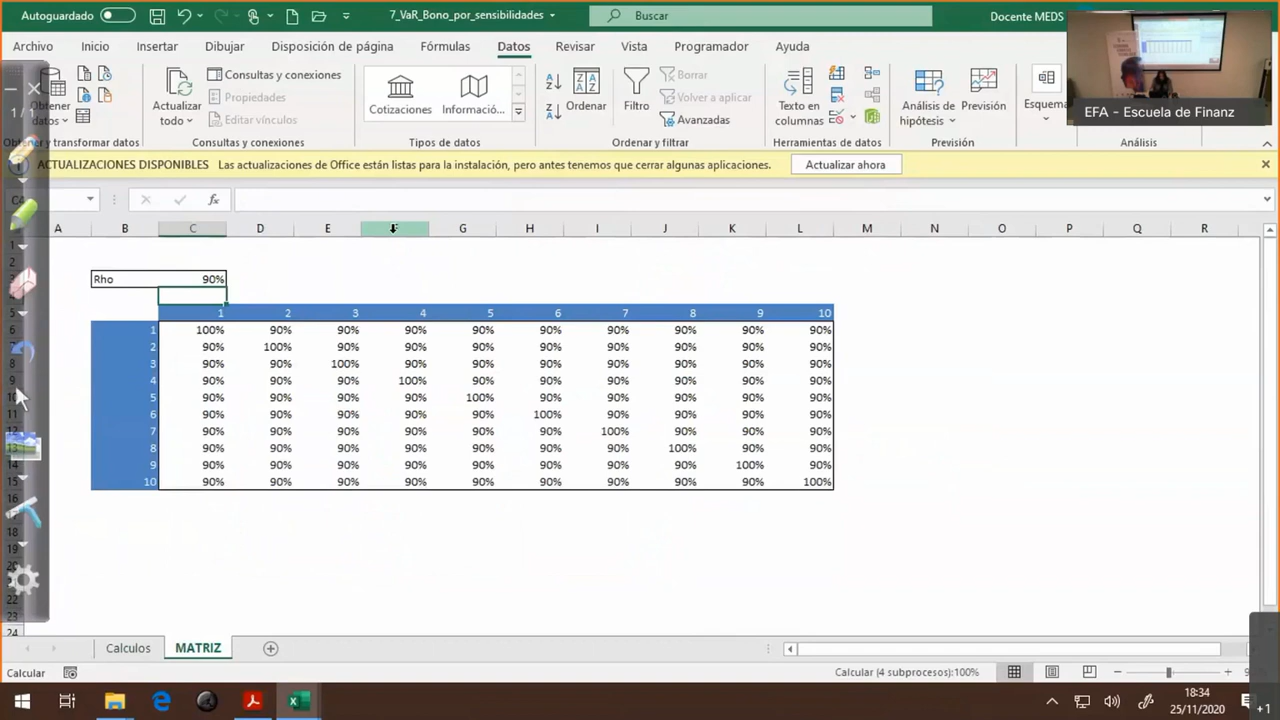 Autoguardado
7_VaR_Bono_por_sensibilidades
Buscar
Docente MEDS
Archivo Inicio Insertar Dibujar Disposición de página Fórmulas Datos Revisar Vista Programador Ayuda
Obtener datos
Actualizar todo
Consultas y conexiones
Propiedades
Editar vínculos
Cotizaciones
Informació...
Ordenar
Filtro
Borrar
Volver a aplicar
Avanzadas
Texto en columnas
Análisis de hipótesis
Previsión
Esquema
EFA - Escuela de Finanz
Obtener y transformar datos Consultas y conexiones Tipos de datos Ordenar y filtrar Herramientas de datos Previsión Análisis
ACTUALIZACIONES DISPONIBLES Las actualizaciones de Office están listas para la instalación, pero antes tenemos que cerrar algunas aplicaciones. Actualizar ahora
C4 fx
A B C D E G H I J K L M N O P Q R
Rho 90%
1 2 3 4 5 6 7 8 9 10
1 100% 90% 90% 90% 90% 90% 90% 90% 90% 90%
2 90% 100% 90% 90% 90% 90% 90% 90% 90% 90%
3 90% 90% 100% 90% 90% 90% 90% 90% 90% 90%
4 90% 90% 90% 100% 90% 90% 90% 90% 90% 90%
5 90% 90% 90% 90% 100% 90% 90% 90% 90% 90%
6 90% 90% 90% 90% 90% 100% 90% 90% 90% 90%
7 90% 90% 90% 90% 90% 90% 100% 90% 90% 90%
8 90% 90% 90% 90% 90% 90% 90% 100% 90% 90%
9 90% 90% 90% 90% 90% 90% 90% 90% 100% 90%
10 90% 90% 90% 90% 90% 90% 90% 90% 90% 100%
Calculos MATRIZ
Calcular
Calcular (4 subprocesos):100%
18:34
25/11/2020
+1